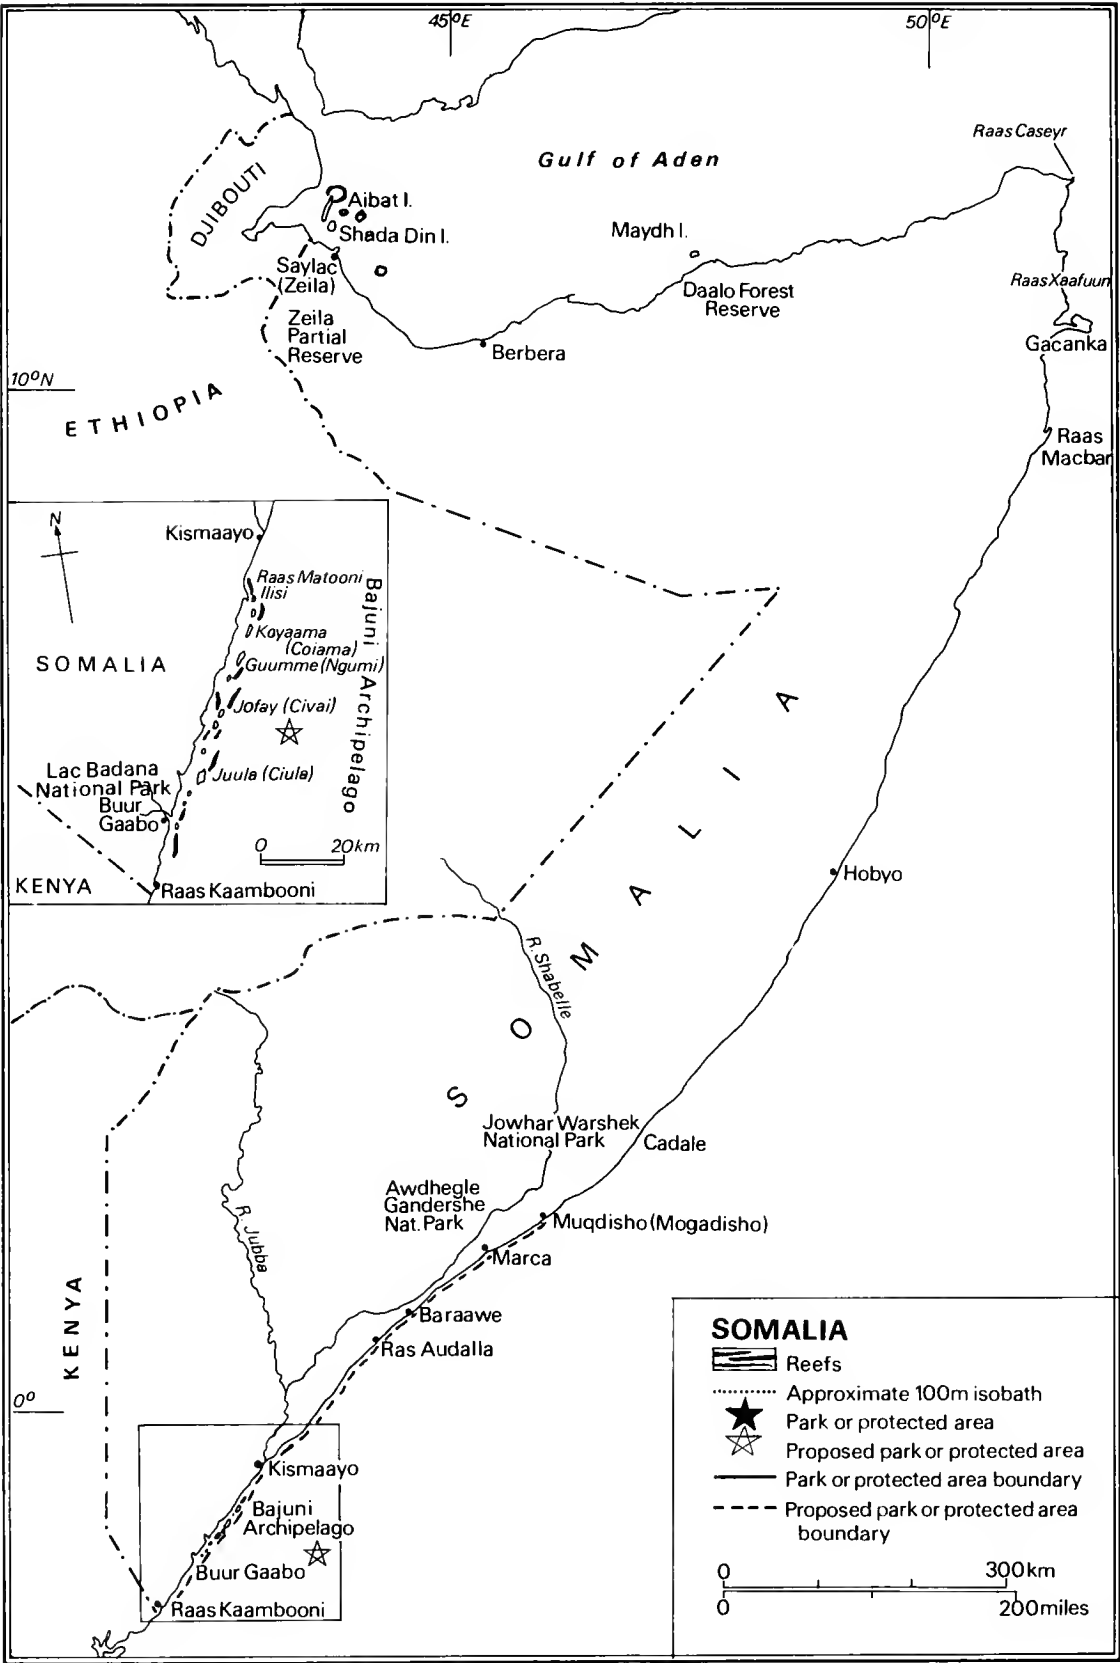 45°E
50°E
Raas Caseyr
Gulf of Aden
DJIBOUTI
Aibat I.
Shada Din I.
Maydh I.
Saylac
(Zeila)
Raas Xaafuun
Daalo Forest
Reserve
Zeila
Partial
Reserve
Gacanka
Berbera
10°N
ETHIOPIA
Raas
Macbar
N
Kismaayo
Raas Matooni
Ilisi
Koyaama
(Coiama)
Guumme (Ngumi)
Bajuni Archipelago
SOMALIA
Jofay (Civai)
Lac Badana
National Park
Juula (Ciula)
Buur
Gaabo
0 20km
KENYA
Raas Kaambooni
SOMALIA
Hobyo
R. Shabelle
Jowhar Warshek
National Park
Cadale
Awdhegle
Gandershe
Nat. Park
Muqdisho (Mogadisho)
R. Jubba
Marca
KENYA
Baraawe
Ras Audalla
0°
Kismaayo
Bajuni
Archipelago
Buur Gaabo
Raas Kaambooni
SOMALIA
Reefs
Approximate 100m isobath
Park or protected area
Proposed park or protected area
Park or protected area boundary
Proposed park or protected area
boundary
0 300km
0 200miles